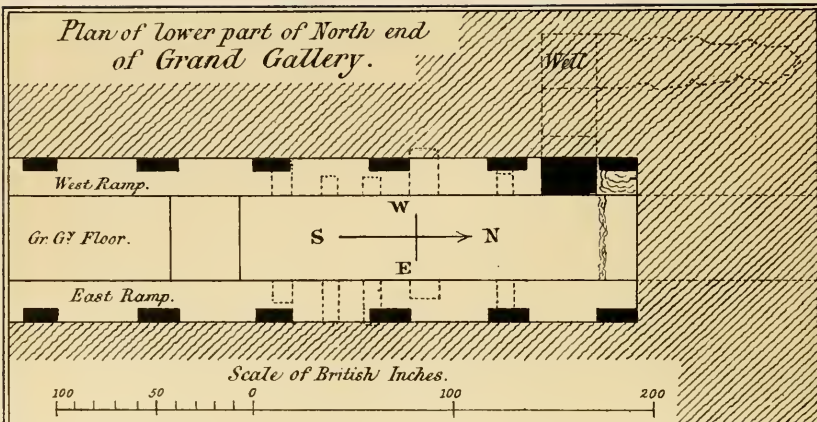 Plan of lower part of North end
of Grand Gallery.
Well
West Ramp.
W
Gr. Gy. Floor.
S
N
E
East Ramp.
Scale of British Inches.
100 50 0 100 200